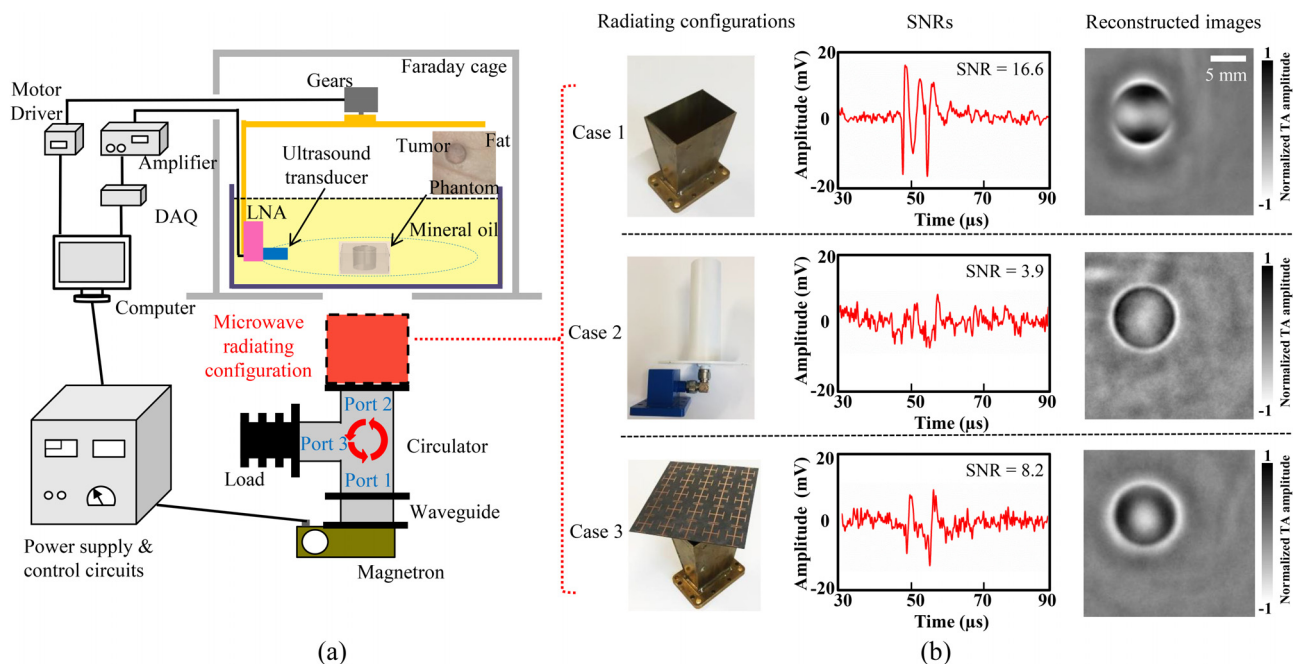 Motor
Driver
Amplifier
DAQ
Computer
Faraday cage
Gears
Tumor
Fat
Ultrasound
transducer
Phantom
LNA
Mineral oil
Microwave
radiating
configuration
Port 2
Port 3
Circulator
Port 1
Load
Waveguide
Power supply &
control circuits
Magnetron
(a)
Radiating configurations
SNRs
Reconstructed images
Case 1
20
0
-20
Amplitude (mV)
SNR = 16.6
30
50
70
90
Time (µs)
5 mm
1
-1
Normalized TA amplitude
Case 2
20
0
-20
Amplitude (mV)
SNR = 3.9
30
50
70
90
Time (µs)
1
-1
Normalized TA amplitude
Case 3
20
0
-20
Amplitude (mV)
SNR = 8.2
30
50
70
90
Time (µs)
1
-1
Normalized TA amplitude
(b)